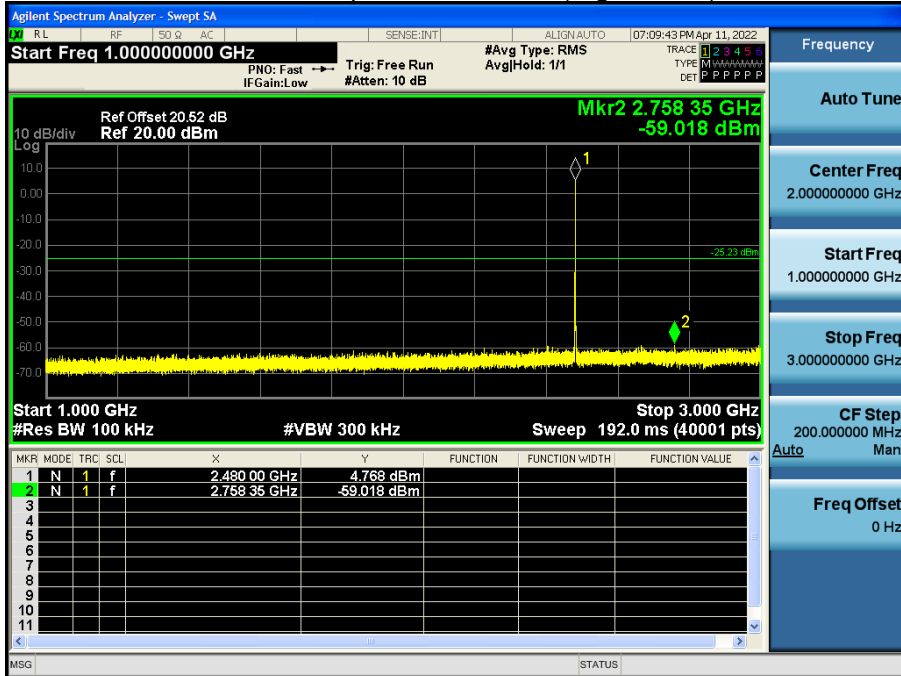 Agilent Spectrum Analyzer - Swept SA
LXI RL RF 50 Ω AC SENSE:INT ALIGN AUTO 07:09:43 PM Apr 11, 2022
Start Freq 1.000000000 GHz
PNO: Fast
IFGain:Low
Trig: Free Run
#Atten: 10 dB
#Avg Type: RMS
Avg|Hold: 1/1
TRACE 1 2 3 4 5 6
TYPE M WWWWW
DET P P P P P P
Frequency
Auto Tune
Center Freq
2.000000000 GHz
Start Freq
1.000000000 GHz
Stop Freq
3.000000000 GHz
CF Step
200.000000 MHz
Auto Man
Freq Offset
0 Hz
Mkr2 2.758 35 GHz
-59.018 dBm
Ref Offset 20.52 dB
10 dB/div Ref 20.00 dBm
Log
10.0
0.00
-10.0
-20.0
-30.0
-40.0
-50.0
-60.0
-70.0
1
-25.23 dBm
2
Start 1.000 GHz Stop 3.000 GHz
#Res BW 100 kHz #VBW 300 kHz Sweep 192.0 ms (40001 pts)
MKR MODE TRC SCL X Y FUNCTION FUNCTION WIDTH FUNCTION VALUE
1 N 1 f 2.480 00 GHz 4.768 dBm
2 N 1 f 2.758 35 GHz -59.018 dBm
3
4
5
6
7
8
9
10
11
MSG STATUS